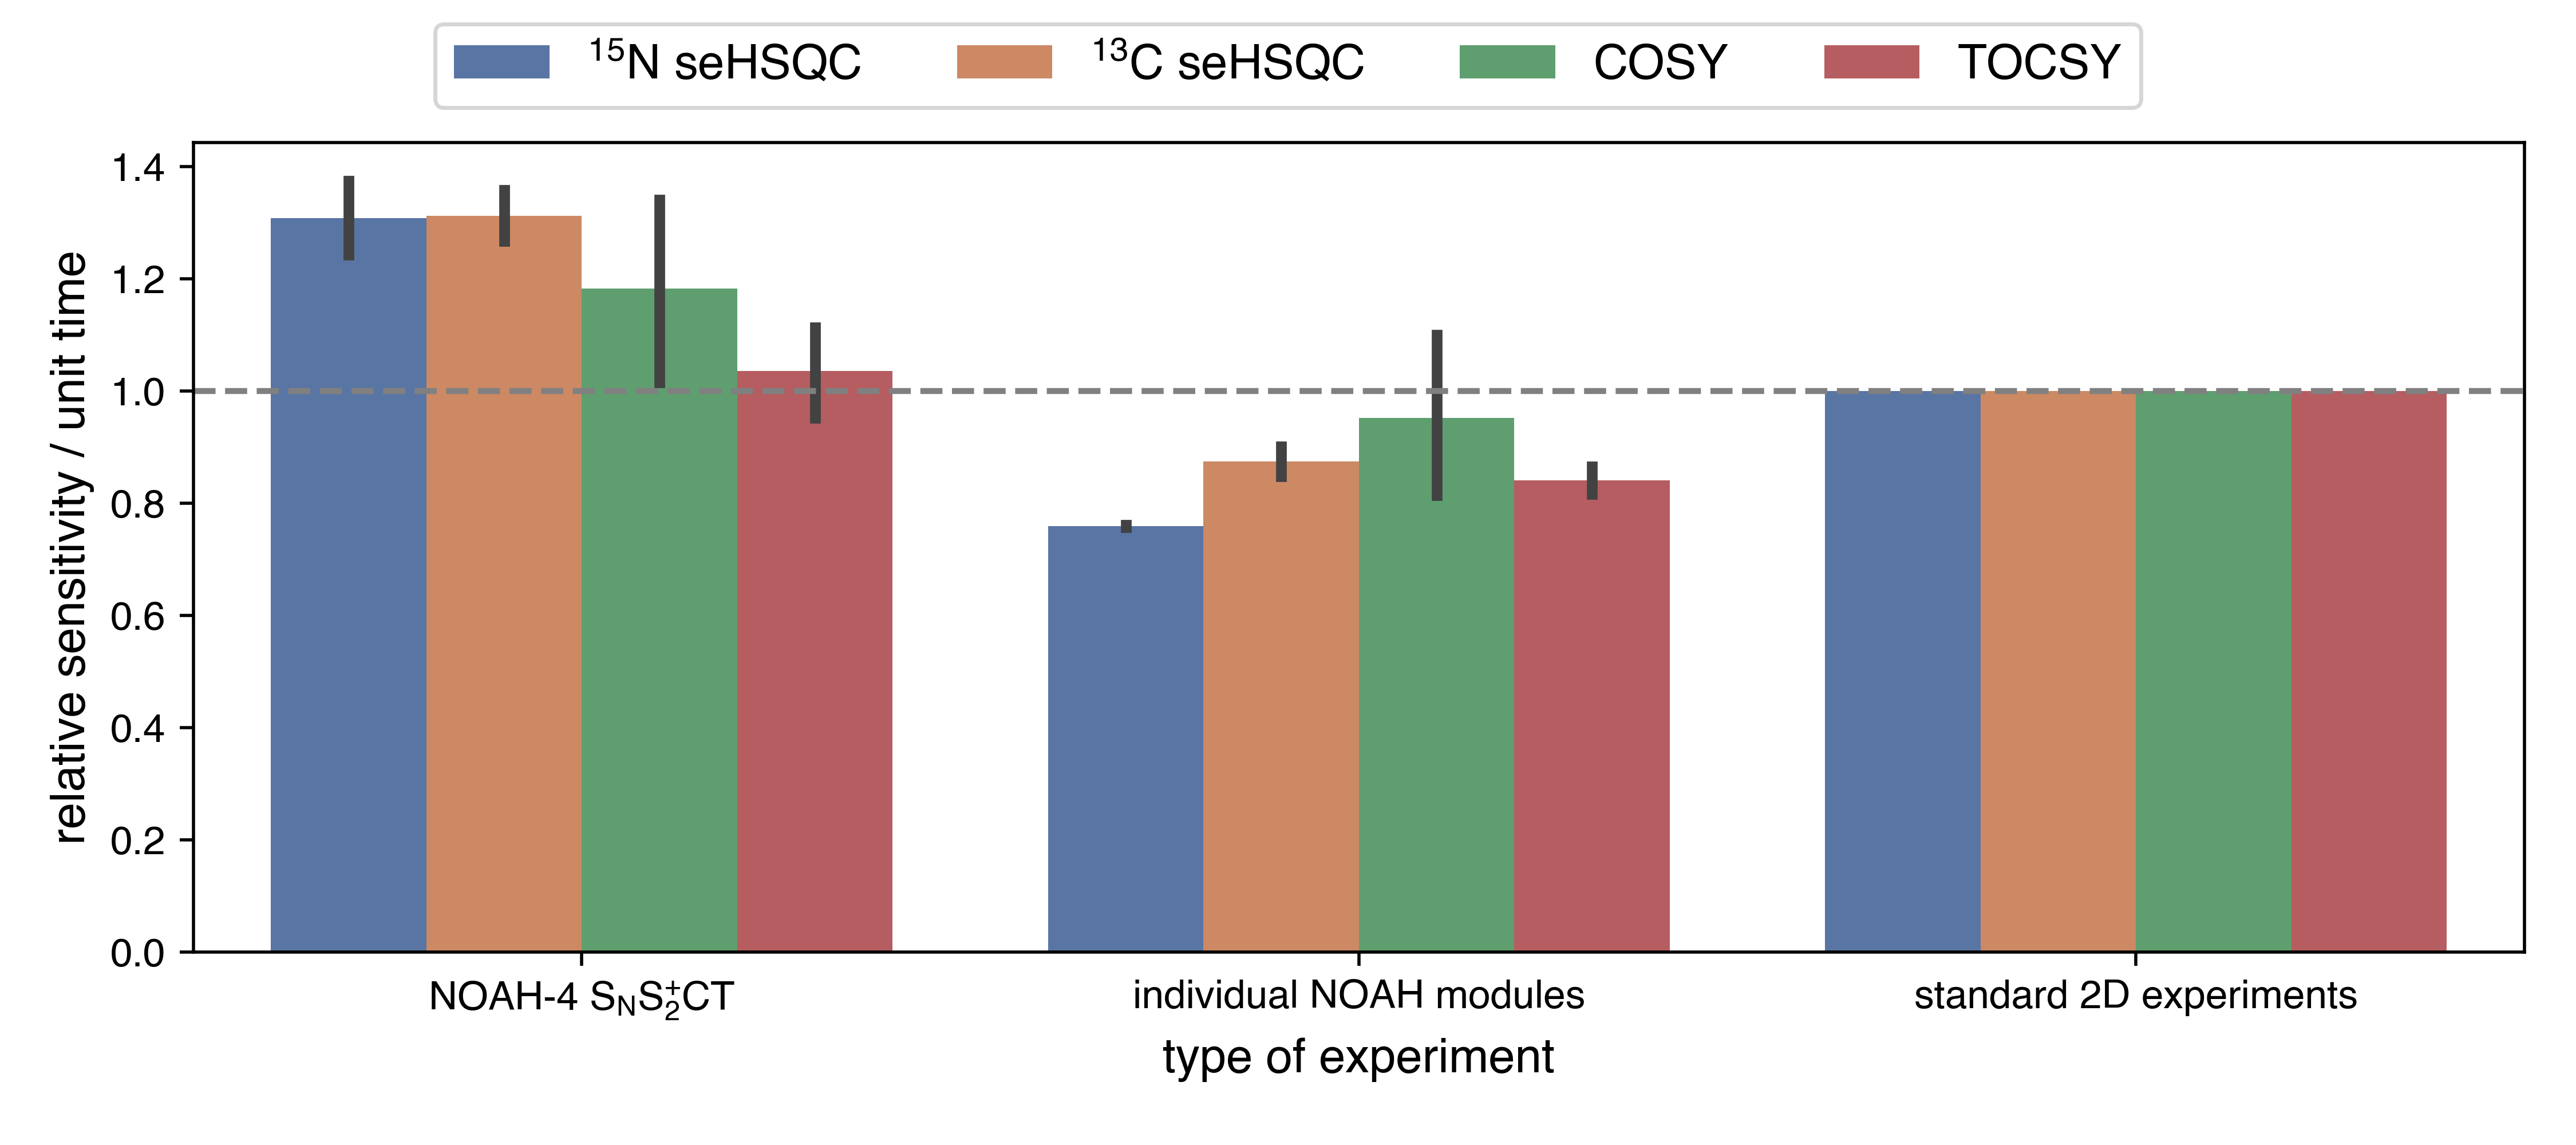 ¹⁵N seHSQC ¹³C seHSQC COSY TOCSY
relative sensitivity / unit time
1.4
1.2
1.0
0.8
0.6
0.4
0.2
0.0
NOAH-4 S_NS₂⁺CT individual NOAH modules standard 2D experiments
type of experiment